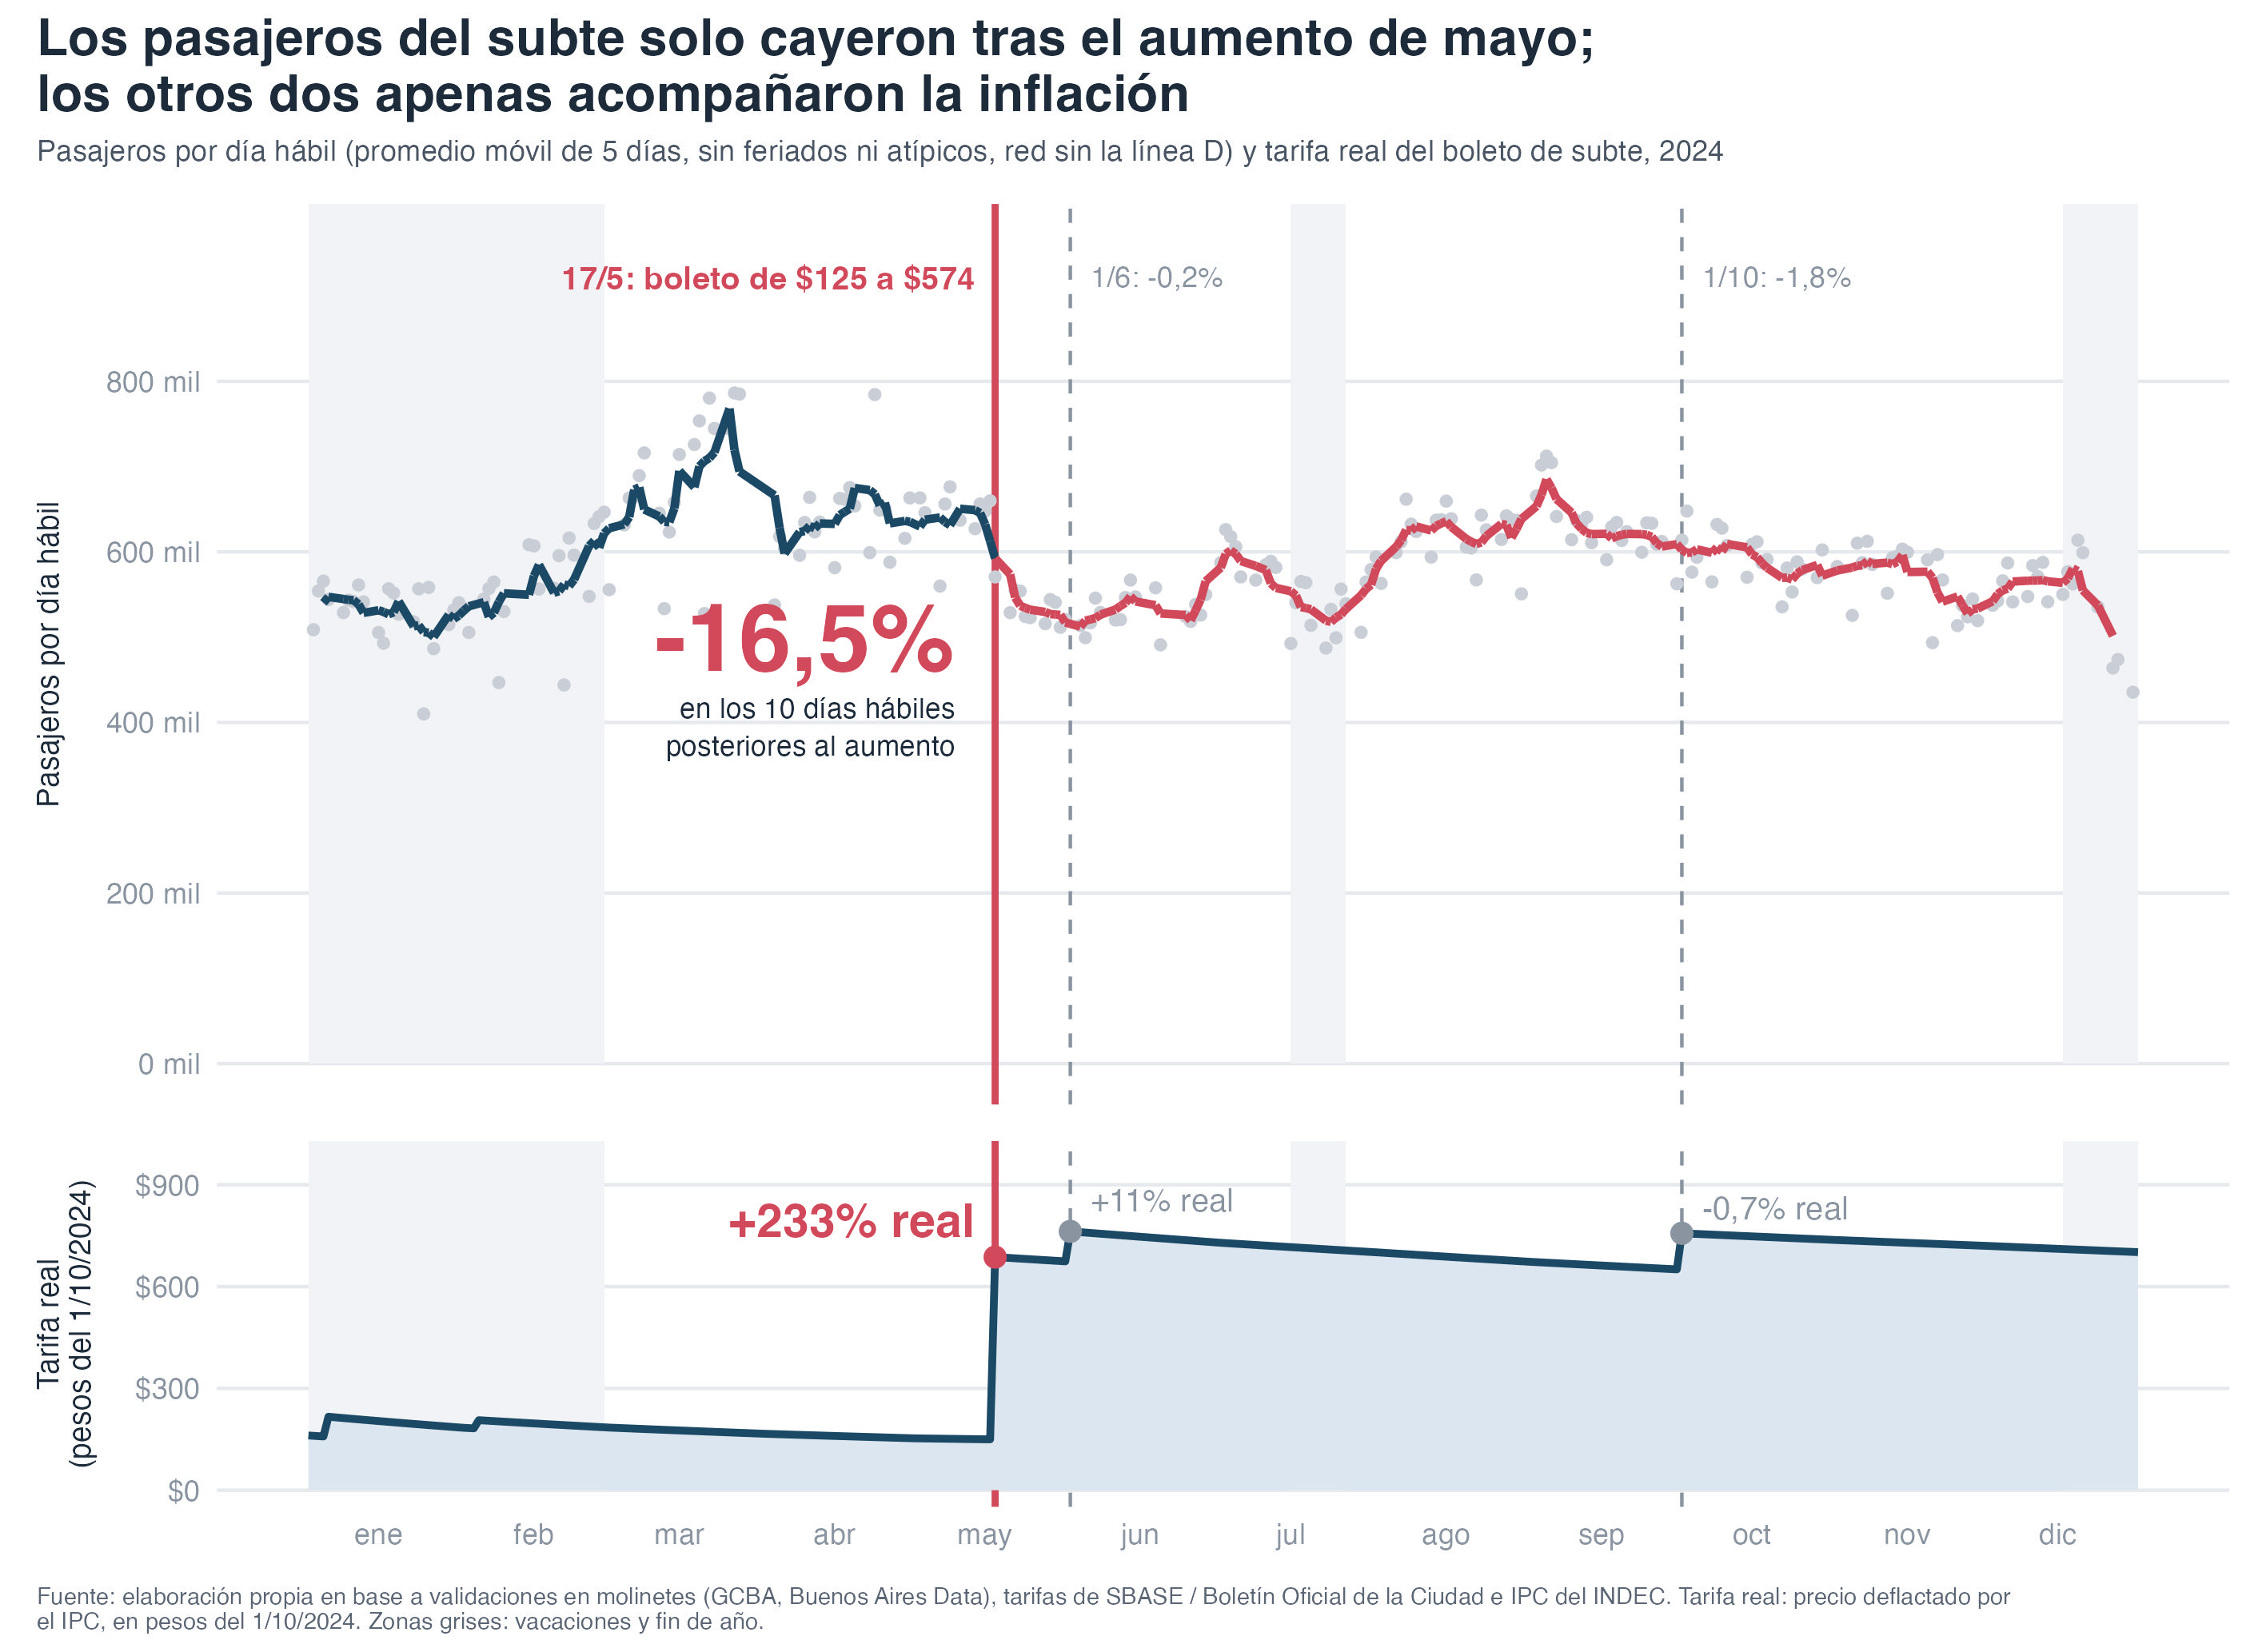 Los pasajeros del subte solo cayeron tras el aumento de mayo;
los otros dos apenas acompañaron la inflación
Pasajeros por día hábil (promedio móvil de 5 días, sin feriados ni atípicos, red sin la línea D) y tarifa real del boleto de subte, 2024
17/5: boleto de $125 a $574
1/6: -0,2%
1/10: -1,8%
Pasajeros por día hábil
800 mil
600 mil
400 mil
200 mil
0 mil
-16,5%
en los 10 días hábiles
posteriores al aumento
Tarifa real
(pesos del 1/10/2024)
$900
$600
$300
$0
+233% real
+11% real
-0,7% real
ene
feb
mar
abr
may
jun
jul
ago
sep
oct
nov
dic
Fuente: elaboración propia en base a validaciones en molinetes (GCBA, Buenos Aires Data), tarifas de SBASE / Boletín Oficial de la Ciudad e IPC del INDEC. Tarifa real: precio deflactado por
el IPC, en pesos del 1/10/2024. Zonas grises: vacaciones y fin de año.